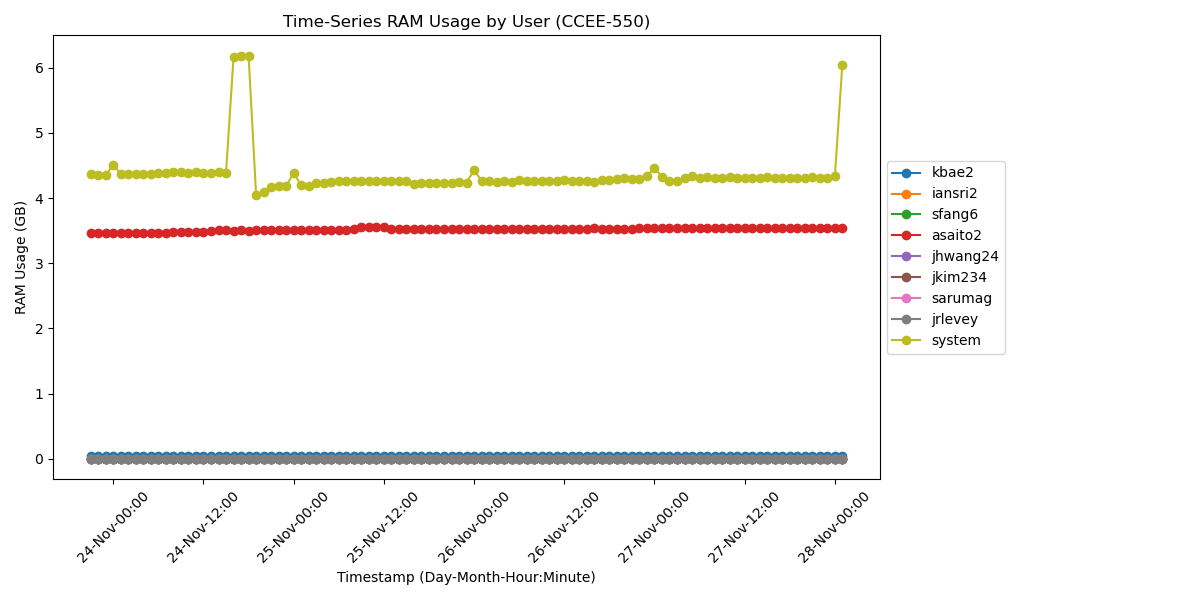 Time-Series RAM Usage by User (CCEE-550)
RAM Usage (GB)
6
5
4
3
2
1
0
24-Nov-00:00
24-Nov-12:00
25-Nov-00:00
25-Nov-12:00
26-Nov-00:00
26-Nov-12:00
27-Nov-00:00
27-Nov-12:00
28-Nov-00:00
Timestamp (Day-Month-Hour:Minute)
kbae2
iansri2
sfang6
asaito2
jhwang24
jkim234
sarumag
jrlevey
system